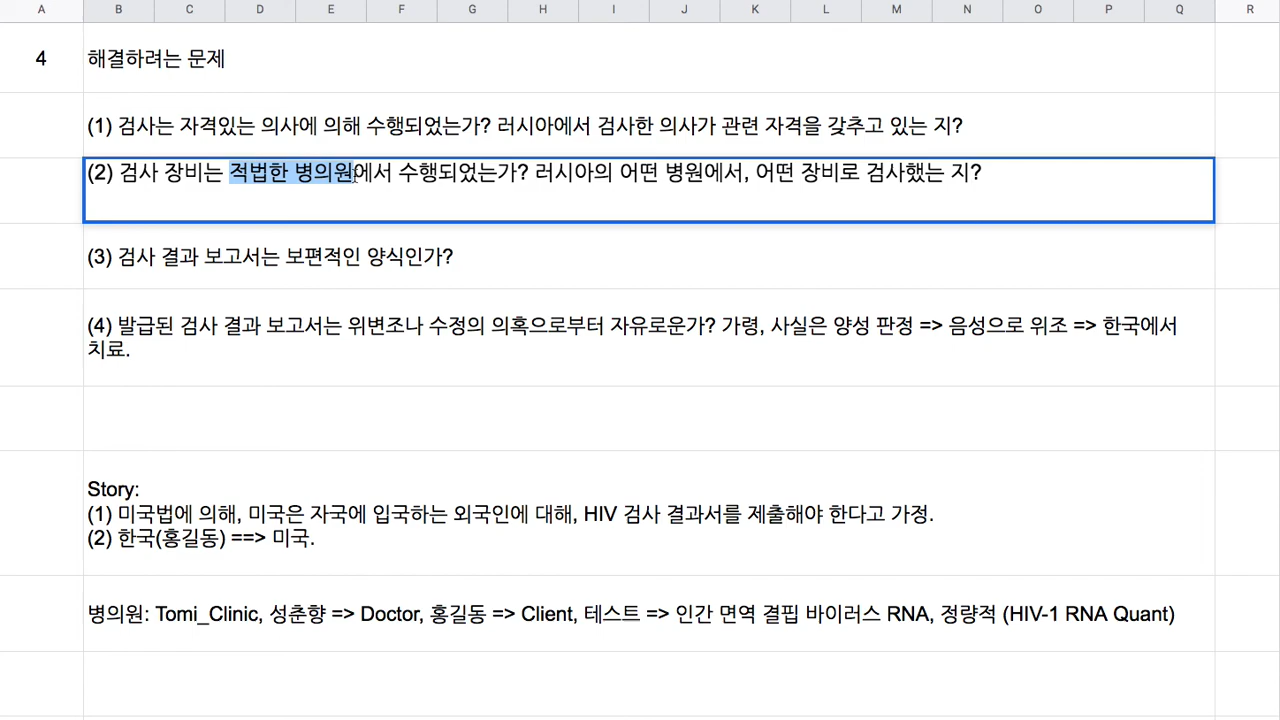 A B C D E F G H I J K L M N O P Q R
4 해결하려는 문제
(1) 검사는 자격있는 의사에 의해 수행되었는가? 러시아에서 검사한 의사가 관련 자격을 갖추고 있는 지?
(2) 검사 장비는 적법한 병의원에서 수행되었는가? 러시아의 어떤 병원에서, 어떤 장비로 검사했는 지?
(3) 검사 결과 보고서는 보편적인 양식인가?
(4) 발급된 검사 결과 보고서는 위변조나 수정의 의혹으로부터 자유로운가? 가령, 사실은 양성 판정 => 음성으로 위조 => 한국에서
치료.
Story:
(1) 미국법에 의해, 미국은 자국에 입국하는 외국인에 대해, HIV 검사 결과서를 제출해야 한다고 가정.
(2) 한국(홍길동) ==> 미국.
병의원: Tomi_Clinic, 성춘향 => Doctor, 홍길동 => Client, 테스트 => 인간 면역 결핍 바이러스 RNA, 정량적 (HIV-1 RNA Quant)